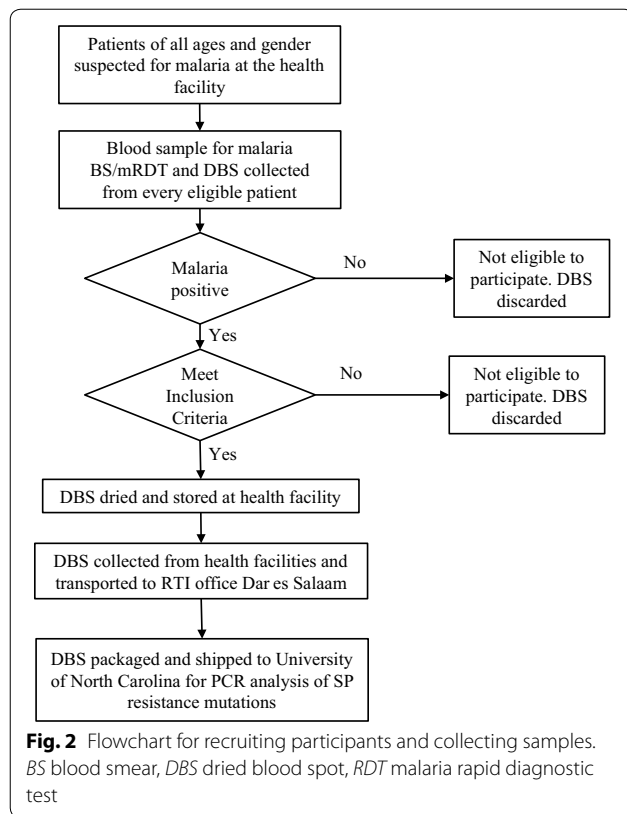 Patients of all ages and gender
suspected for malaria at the health
facility
Blood sample for malaria
BS/mRDT and DBS collected
from every eligible patient
Malaria
positive
No
Not eligible to
participate. DBS
discarded
Yes
Meet
Inclusion
Criteria
No
Not eligible to
participate. DBS
discarded
Yes
DBS dried and stored at health facility
DBS collected from health facilities and
transported to RTI office Dar es Salaam
DBS packaged and shipped to University
of North Carolina for PCR analysis of SP
resistance mutations
Fig. 2 Flowchart for recruiting participants and collecting samples.
BS blood smear, DBS dried blood spot, RDT malaria rapid diagnostic
test